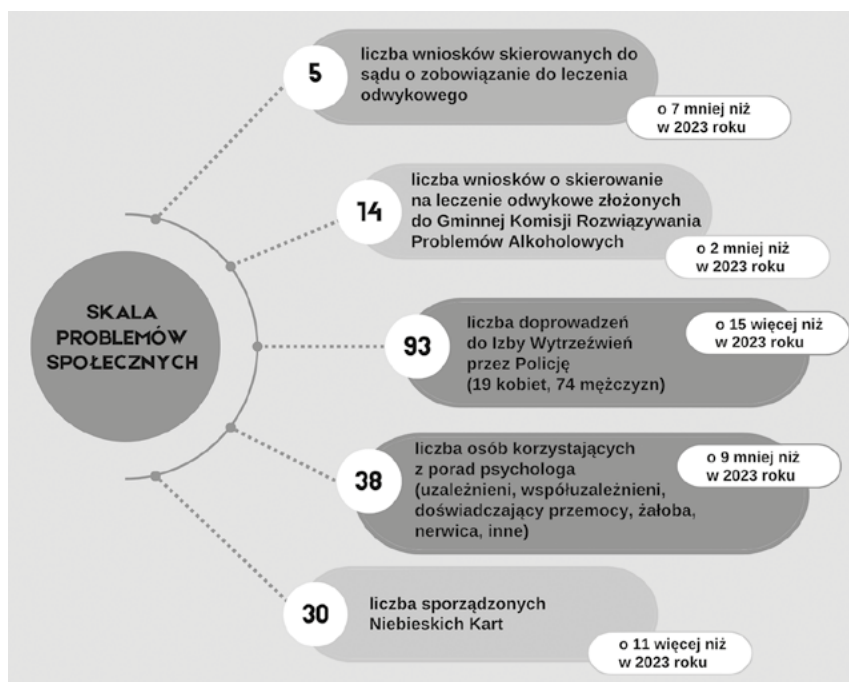 SKALA
PROBLEMÓW
SPOŁECZNYCH
5
liczba wniosków skierowanych do
sądu o zobowiązanie do leczenia
odwykowego
o 7 mniej niż
w 2023 roku
14
liczba wniosków o skierowanie
na leczenie odwykowe złożonych
do Gminnej Komisji Rozwiązywania
Problemów Alkoholowych
o 2 mniej niż
w 2023 roku
93
liczba doprowadzeń
do Izby Wytrzeźwień
przez Policję
(19 kobiet, 74 mężczyzn)
o 15 więcej niż
w 2023 roku
38
liczba osób korzystających
z porad psychologa
(uzależnieni, współuzależnieni,
doświadczający przemocy, żałoba,
nerwica, inne)
o 9 mniej niż
w 2023 roku
30
liczba sporządzonych
Niebieskich Kart
o 11 więcej niż
w 2023 roku